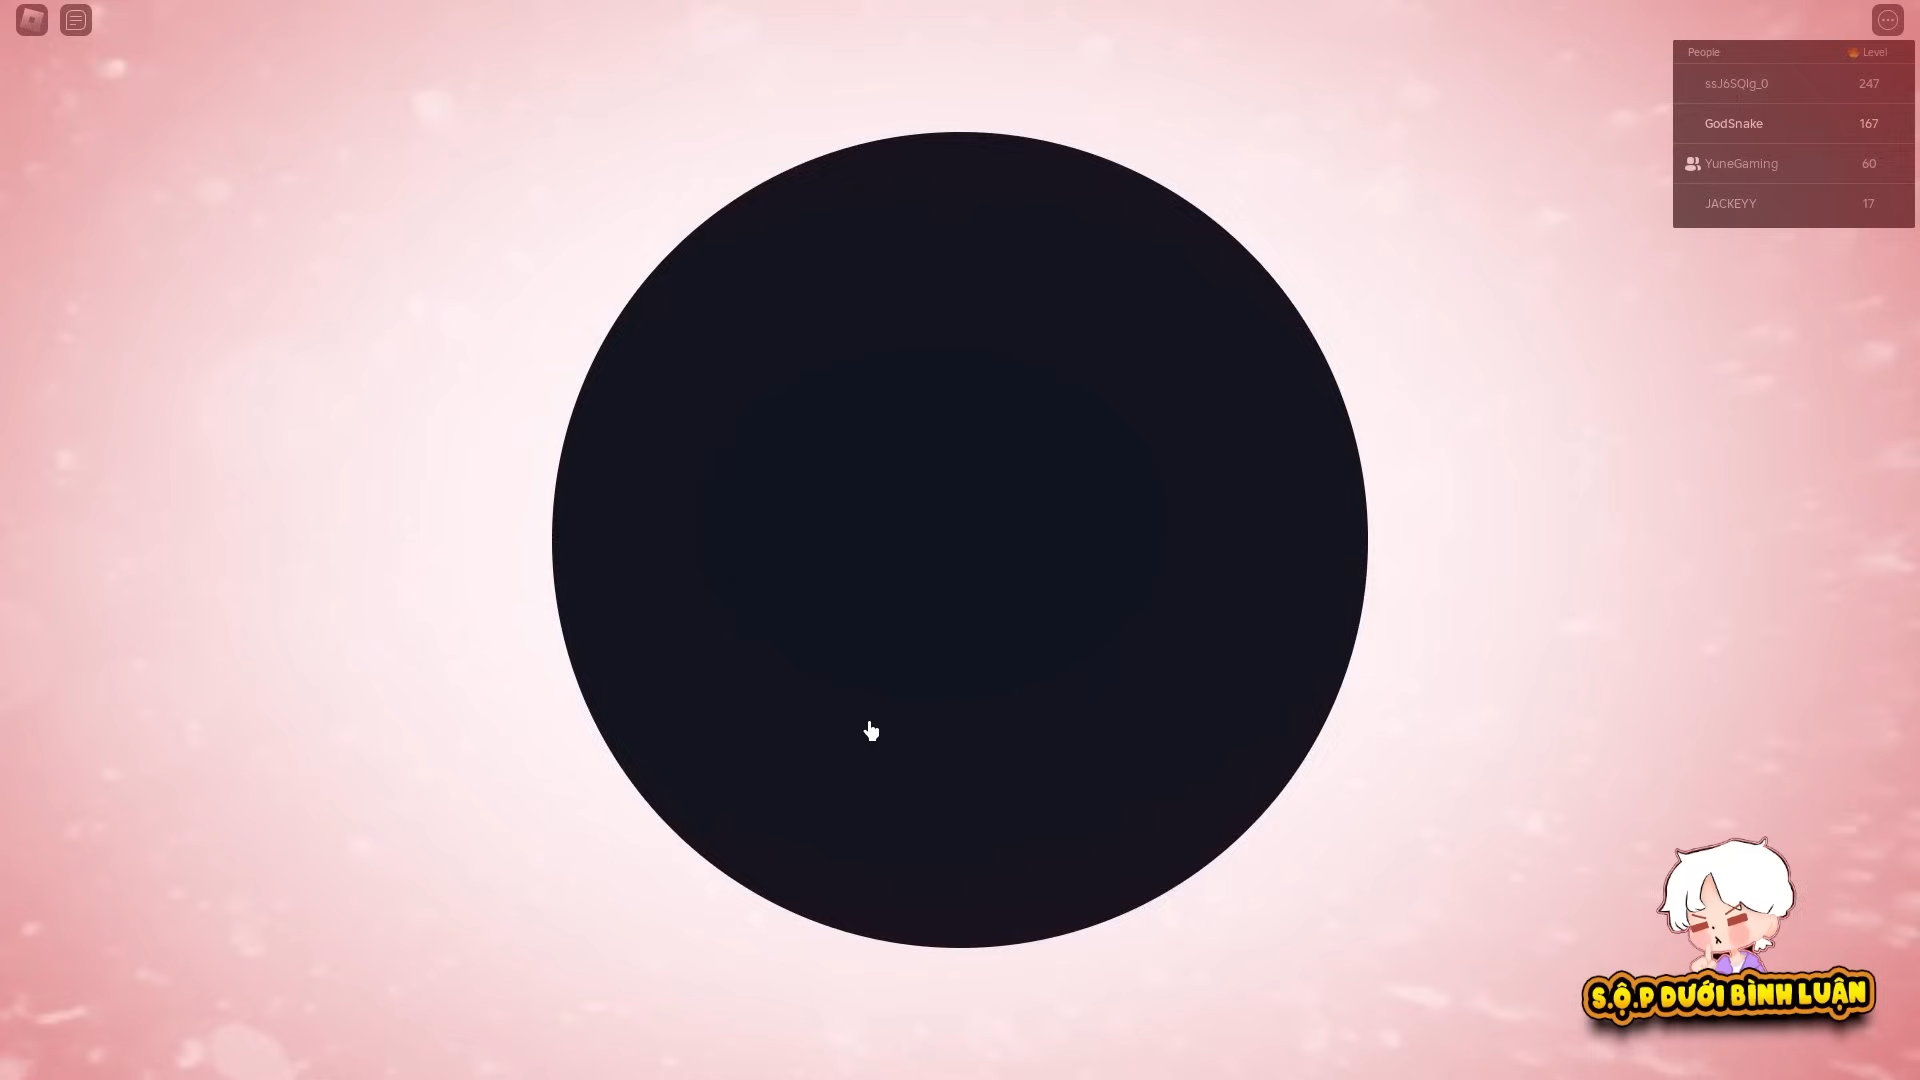 People Level
ssJ6SQlg_0 247
GodSnake 167
YuneGaming 60
JACKEYY 17
S.Ộ.P DƯỚI BÌNH LUẬN